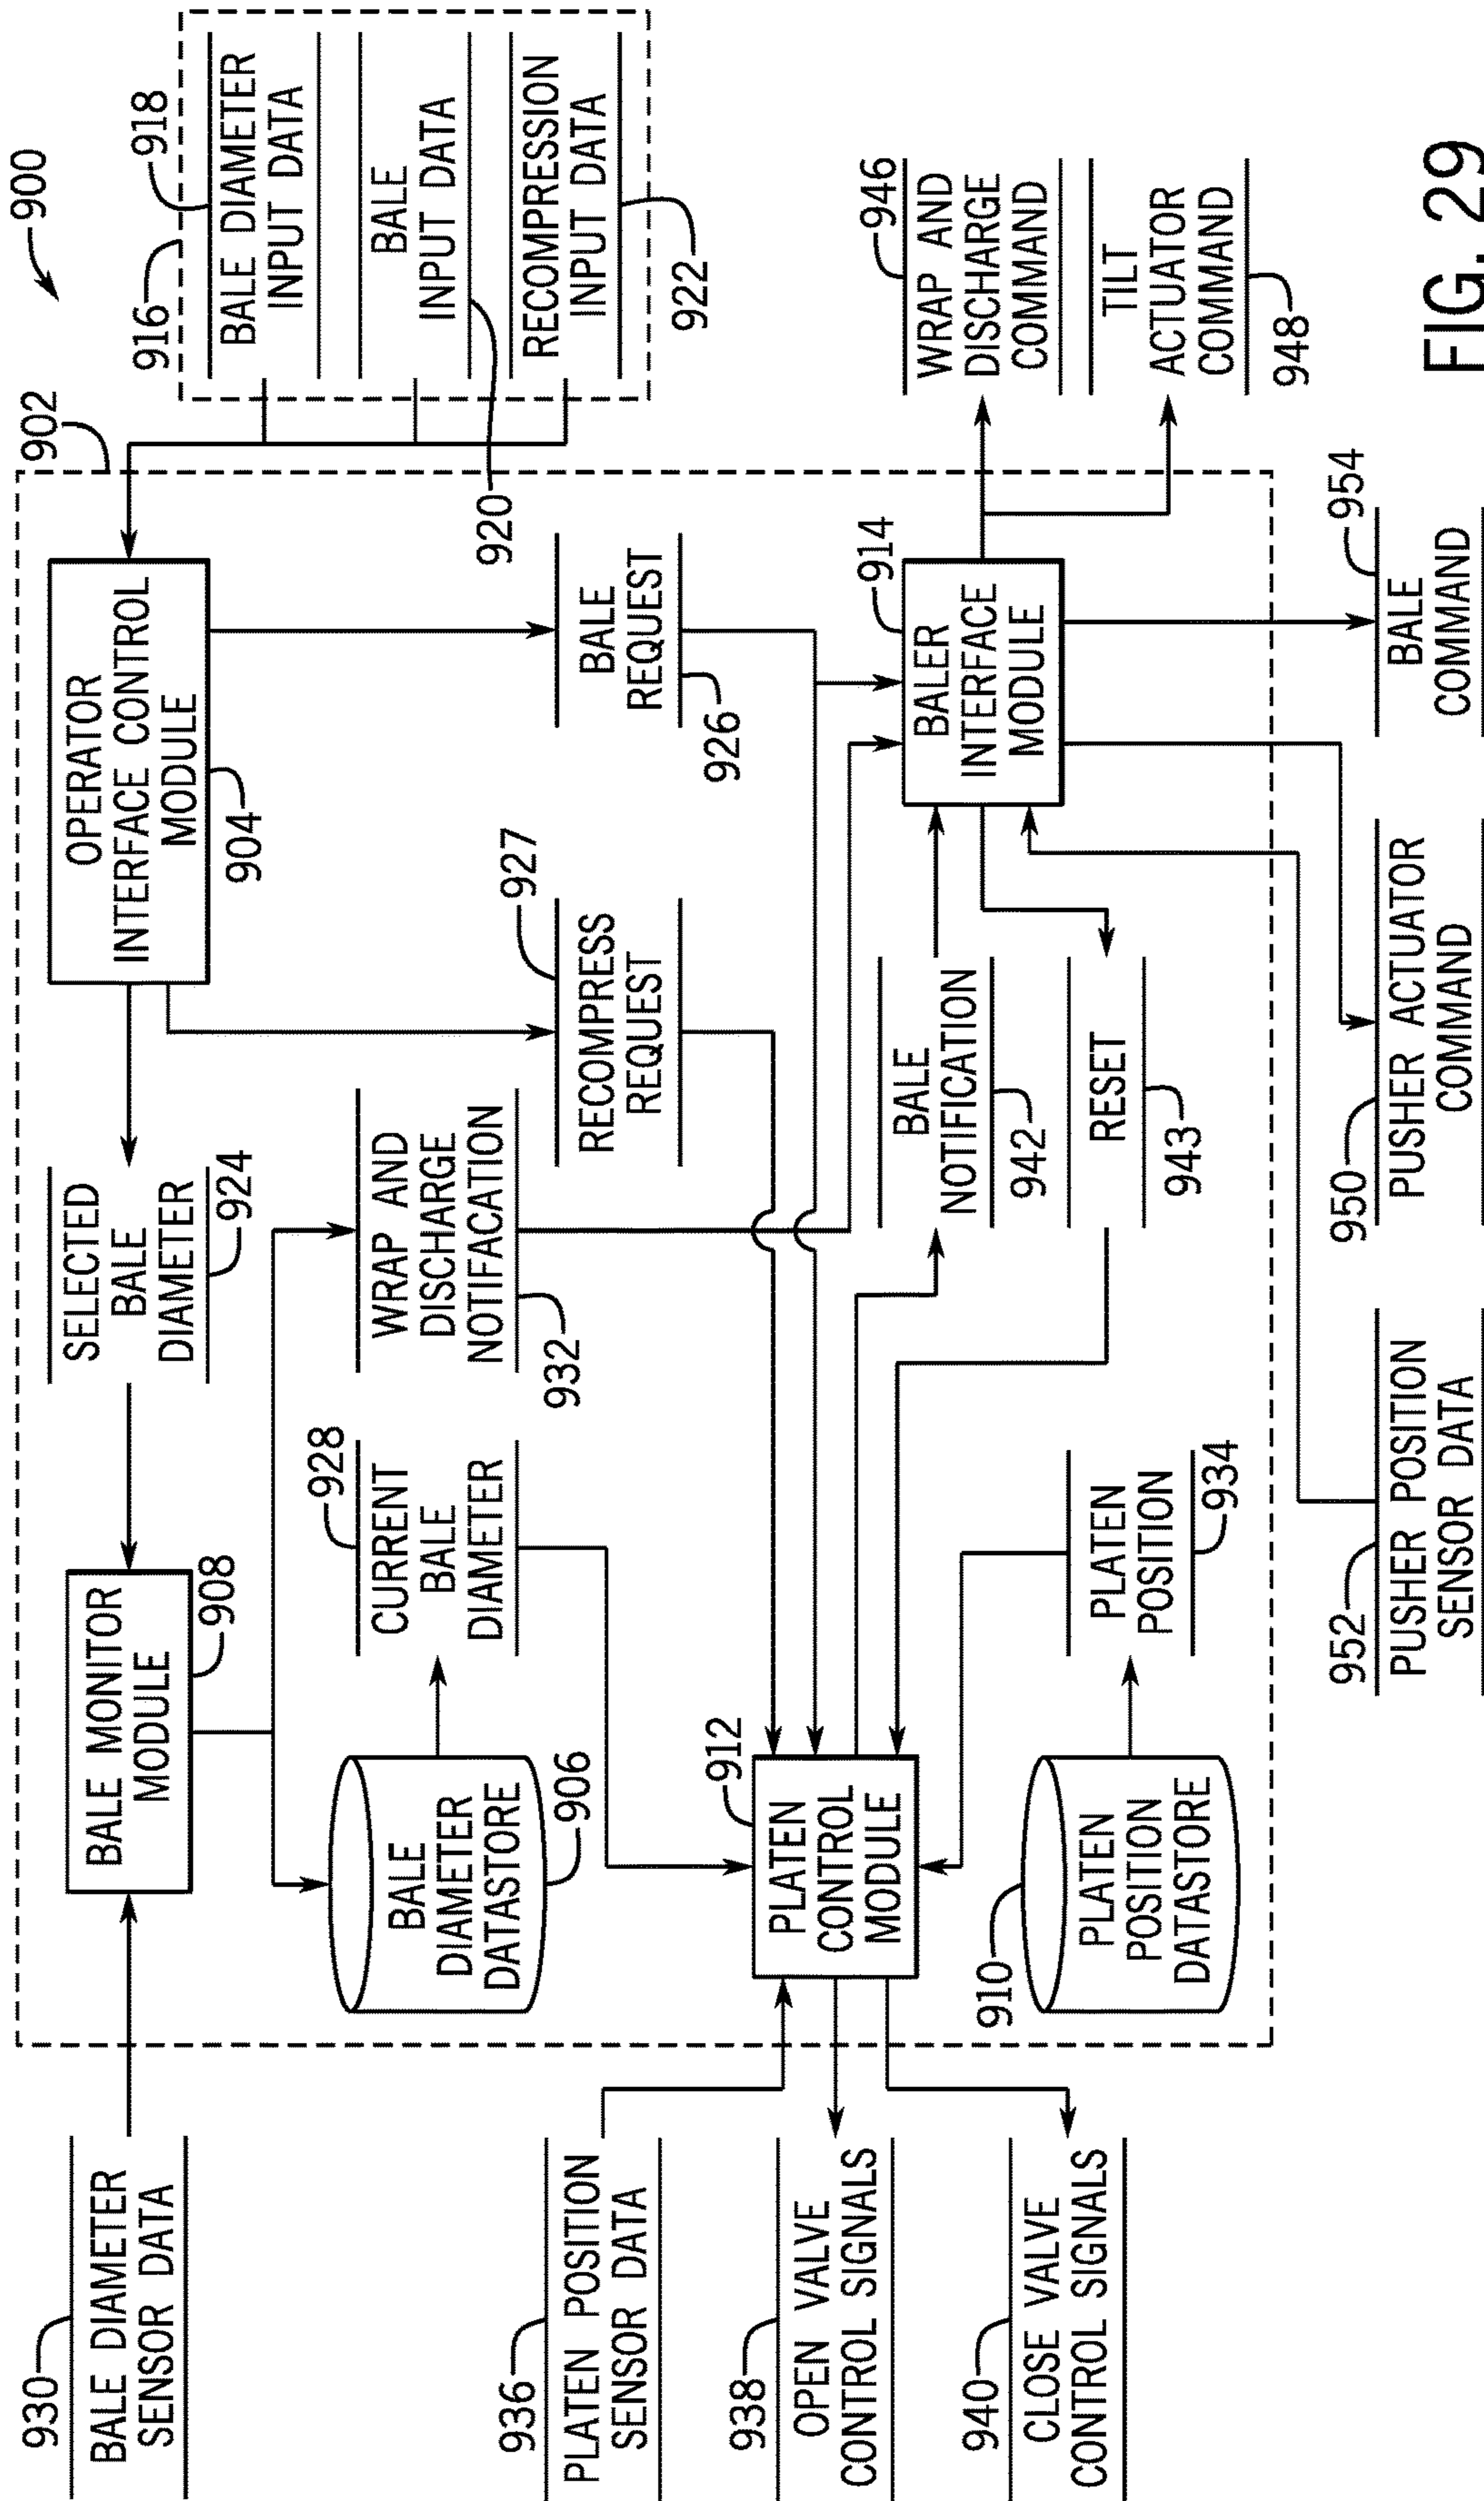 900
902
930
BALE DIAMETER
SENSOR DATA
BALE MONITOR
MODULE
908
SELECTED
BALE
DIAMETER
924
OPERATOR
INTERFACE CONTROL
MODULE
904
916
918
BALE DIAMETER
INPUT DATA
BALE
INPUT DATA
920
RECOMPRESSION
INPUT DATA
922
BALE
DIAMETER
DATASTORE
906
928
CURRENT
BALE
DIAMETER
WRAP AND
DISCHARGE
NOTIFACATION
932
927
RECOMPRESS
REQUEST
BALE
REQUEST
926
936
PLATEN POSITION
SENSOR DATA
938
OPEN VALVE
CONTROL SIGNALS
940
CLOSE VALVE
CONTROL SIGNALS
912
PLATEN
CONTROL
MODULE
910
PLATEN
POSITION
DATASTORE
PLATEN
POSITION
934
BALE
NOTIFICATION
942
RESET
943
914
BALER
INTERFACE
MODULE
946
WRAP AND
DISCHARGE
COMMAND
TILT
ACTUATOR
COMMAND
948
952
PUSHER POSITION
SENSOR DATA
950
PUSHER ACTUATOR
COMMAND
954
BALE
COMMAND
FIG. 29